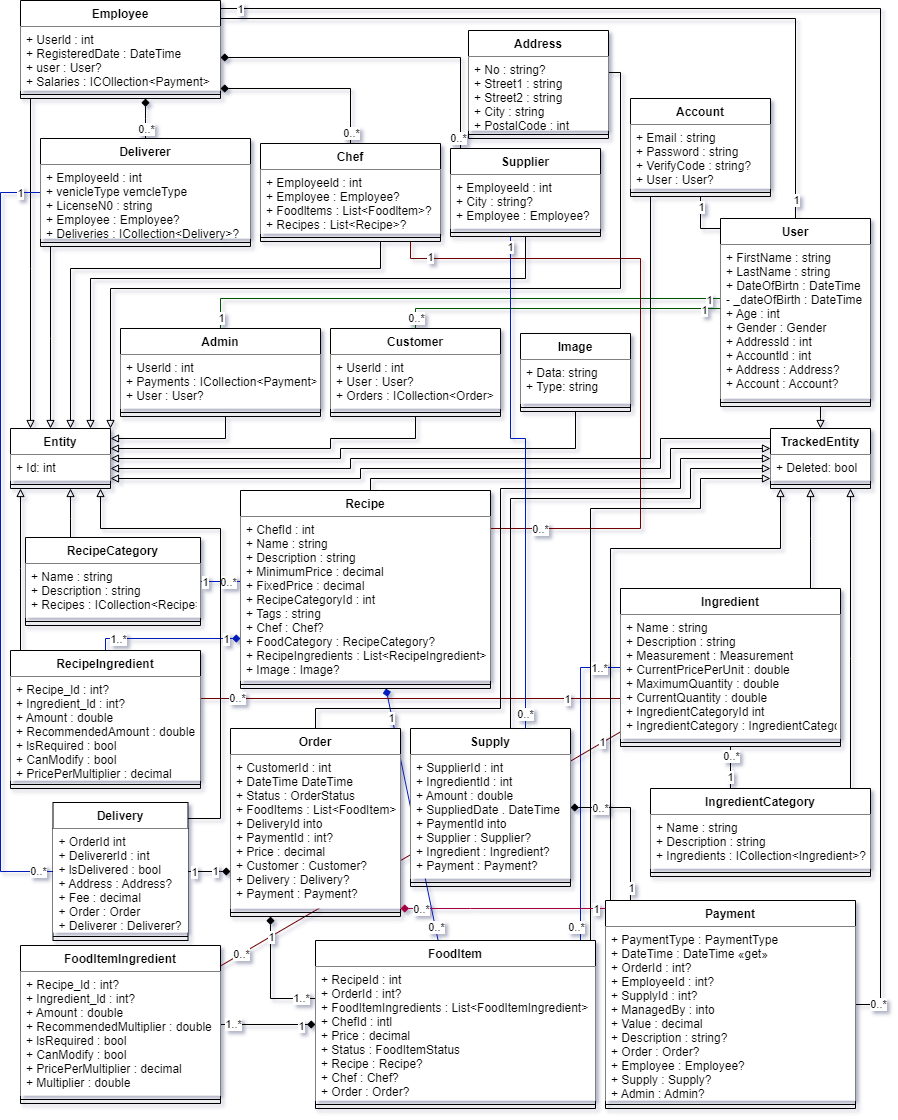 Employee
+ UserId : int
+ RegisteredDate : DateTime
+ user : User?
+ Salaries : ICOllection<Payment>
1
Address
+ No : string?
+ Street1 : string
+ Street2 : string
+ City : string
+ PostalCode : int
Account
+ Email : string
+ Password : string
+ VerifyCode : string?
+ User : User?
0..*
0..*
0..*
Deliverer
+ EmployeeId : int
+ venicleType vemcleType
+ LicenseN0 : string
+ Employee : Employee?
+ Deliveries : ICollection<Delivery>?
Chef
+ EmployeeId : int
+ Employee : Employee?
+ FoodItems : List<FoodItem>?
+ Recipes : List<Recipe>?
Supplier
+ EmployeeId : int
+ City : string?
+ Employee : Employee?
1
1
1
1
1
User
+ FirstName : string
+ LastName : string
+ DateOfBirtn : DateTime
- _dateOfBirth : DateTime
+ Age : int
+ Gender : Gender
+ AddressId : int
+ AccountId : int
+ Address : Address?
+ Account : Account?
1
1
1
0..*
Admin
+ UserId : int
+ Payments : ICollection<Payment>
+ User : User?
Customer
+ UserId : int
+ User : User?
+ Orders : ICollection<Order>
Image
+ Data: string
+ Type: string
Entity
+ Id: int
TrackedEntity
+ Deleted: bool
Recipe
+ ChefId : int
+ Name : string
+ Description : string
+ MinimumPrice : decimal
+ FixedPrice : decimal
+ RecipeCategoryId : int
+ Tags : string
+ Chef : Chef?
+ FoodCategory : RecipeCategory?
+ RecipeIngredients : List<RecipeIngredient>
+ Image : Image?
0..*
RecipeCategory
+ Name : string
+ Description : string
+ Recipes : ICollection<Recipe
1
0..*
1..*
1
Ingredient
+ Name : string
+ Description : string
+ Measurement : Measurement
+ CurrentPricePerUnit : double
+ MaximumQuantity : double
+ CurrentQuantity : double
+ IngredientCategoryId int
+ IngredientCategory : IngredientCateg
RecipeIngredient
+ Recipe_Id : int?
+ Ingredient_Id : int?
+ Amount : double
+ RecommendedAmount : double
+ IsRequired : bool
+ CanModify : bool
+ PricePerMultiplier : decimal
1..*
0..*
1
1
0..*
1
0..*
1
Order
+ CustomerId : int
+ DateTime DateTime
+ Status : OrderStatus
+ FoodItems : List<FoodItem>
+ DeliveryId into
+ PaymentId : int?
+ Price : decimal
+ Customer : Customer?
+ Delivery : Delivery?
+ Payment : Payment?
Supply
+ SupplierId : int
+ IngredientId : int
+ Amount : double
+ SuppliedDate . DateTime
+ PaymentId into
+ Supplier : Supplier?
+ Ingredient : Ingredient?
+ Payment : Payment?
IngredientCategory
+ Name : string
+ Description : string
+ Ingredients : ICollection<Ingredient>?
Delivery
+ OrderId int
+ DelivererId : int
+ IsDelivered : bool
+ Address : Address?
+ Fee : decimal
+ Order : Order
+ Deliverer : Deliverer?
0..*
1
1
0..*
1
0..*
1
1
0..*
0..*
0..*
Payment
+ PaymentType : PaymentType
+ DateTime : DateTime «get»
+ OrderId : int?
+ EmployeeId : int?
+ SupplyId : int?
+ ManagedBy : into
+ Value : decimal
+ Description : string?
+ Order : Order?
+ Employee : Employee?
+ Supply : Supply?
+ Admin : Admin?
0..*
FoodItemIngredient
+ Recipe_Id : int?
+ Ingredient_Id : int?
+ Amount : double
+ RecommendedMultiplier : double
+ IsRequired : bool
+ CanModify : bool
+ PricePerMultiplier : decimal
+ Multiplier : double
1..*
1
1..*
FoodItem
+ RecipeId : int
+ OrderId : int?
+ FoodItemIngredients : List<FoodItemIngredient>
+ ChefId : intl
+ Price : decimal
+ Status : FoodItemStatus
+ Recipe : Recipe?
+ Chef : Chef?
+ Order : Order?